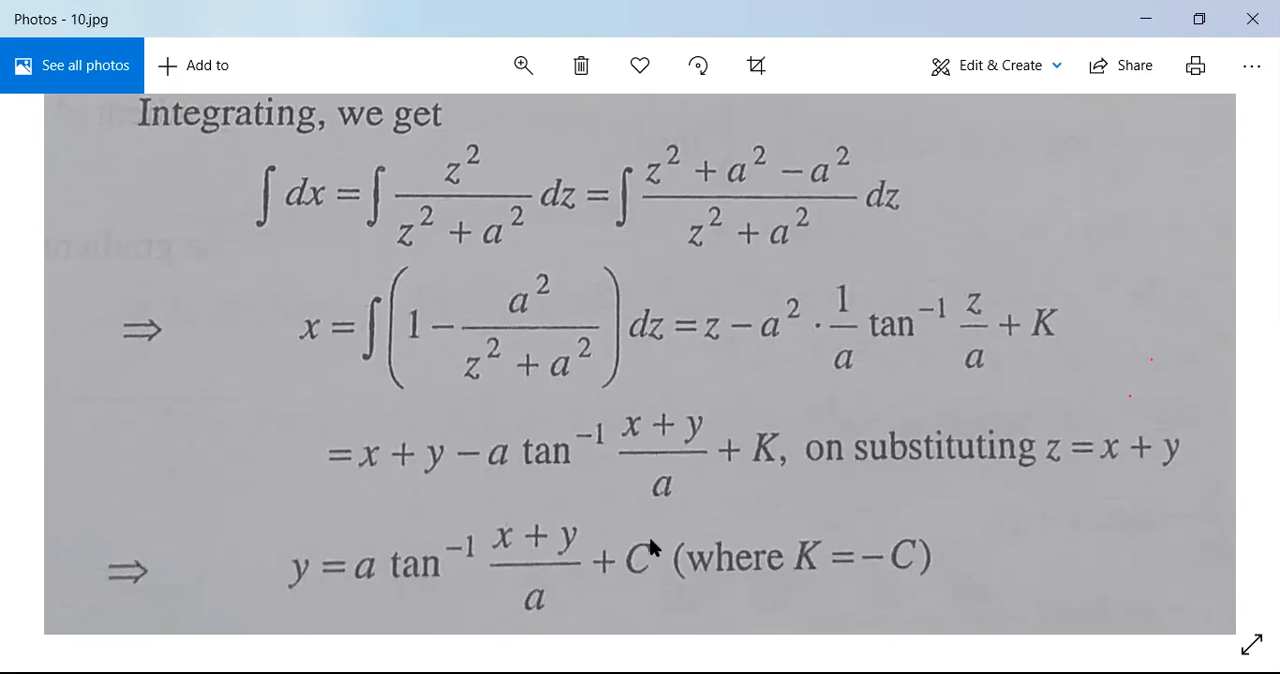 Photos - 10.jpg
See all photos + Add to Edit & Create Share
Integrating, we get
∫ dx = ∫ z² / (z² + a²) dz = ∫ (z² + a² − a²) / (z² + a²) dz
⇒ x = ∫ (1 − a² / (z² + a²)) dz = z − a² · 1/a tan⁻¹ z/a + K
= x + y − a tan⁻¹ (x + y)/a + K, on substituting z = x + y
⇒ y = a tan⁻¹ (x + y)/a + C (where K = −C)